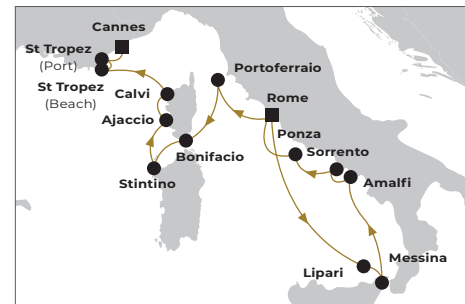 Cannes
St Tropez
(Port)
St Tropez
(Beach)
Calvi
Ajaccio
Stintino
Bonifacio
Portoferraio
Rome
Ponza
Sorrento
Amalfi
Messina
Lipari